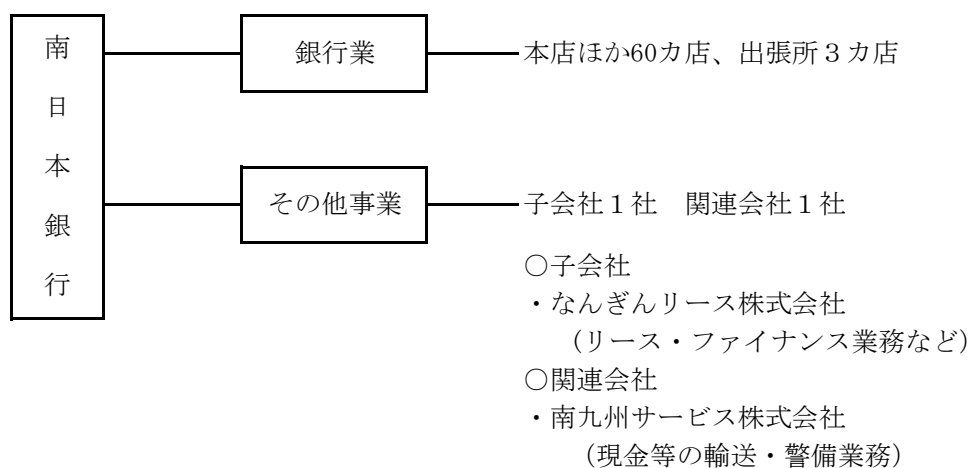 南日本銀行
銀行業
本店ほか60カ店、出張所３カ店
その他事業
子会社１社　関連会社１社
○子会社
・なんぎんリース株式会社
（リース・ファイナンス業務など）
○関連会社
・南九州サービス株式会社
（現金等の輸送・警備業務）